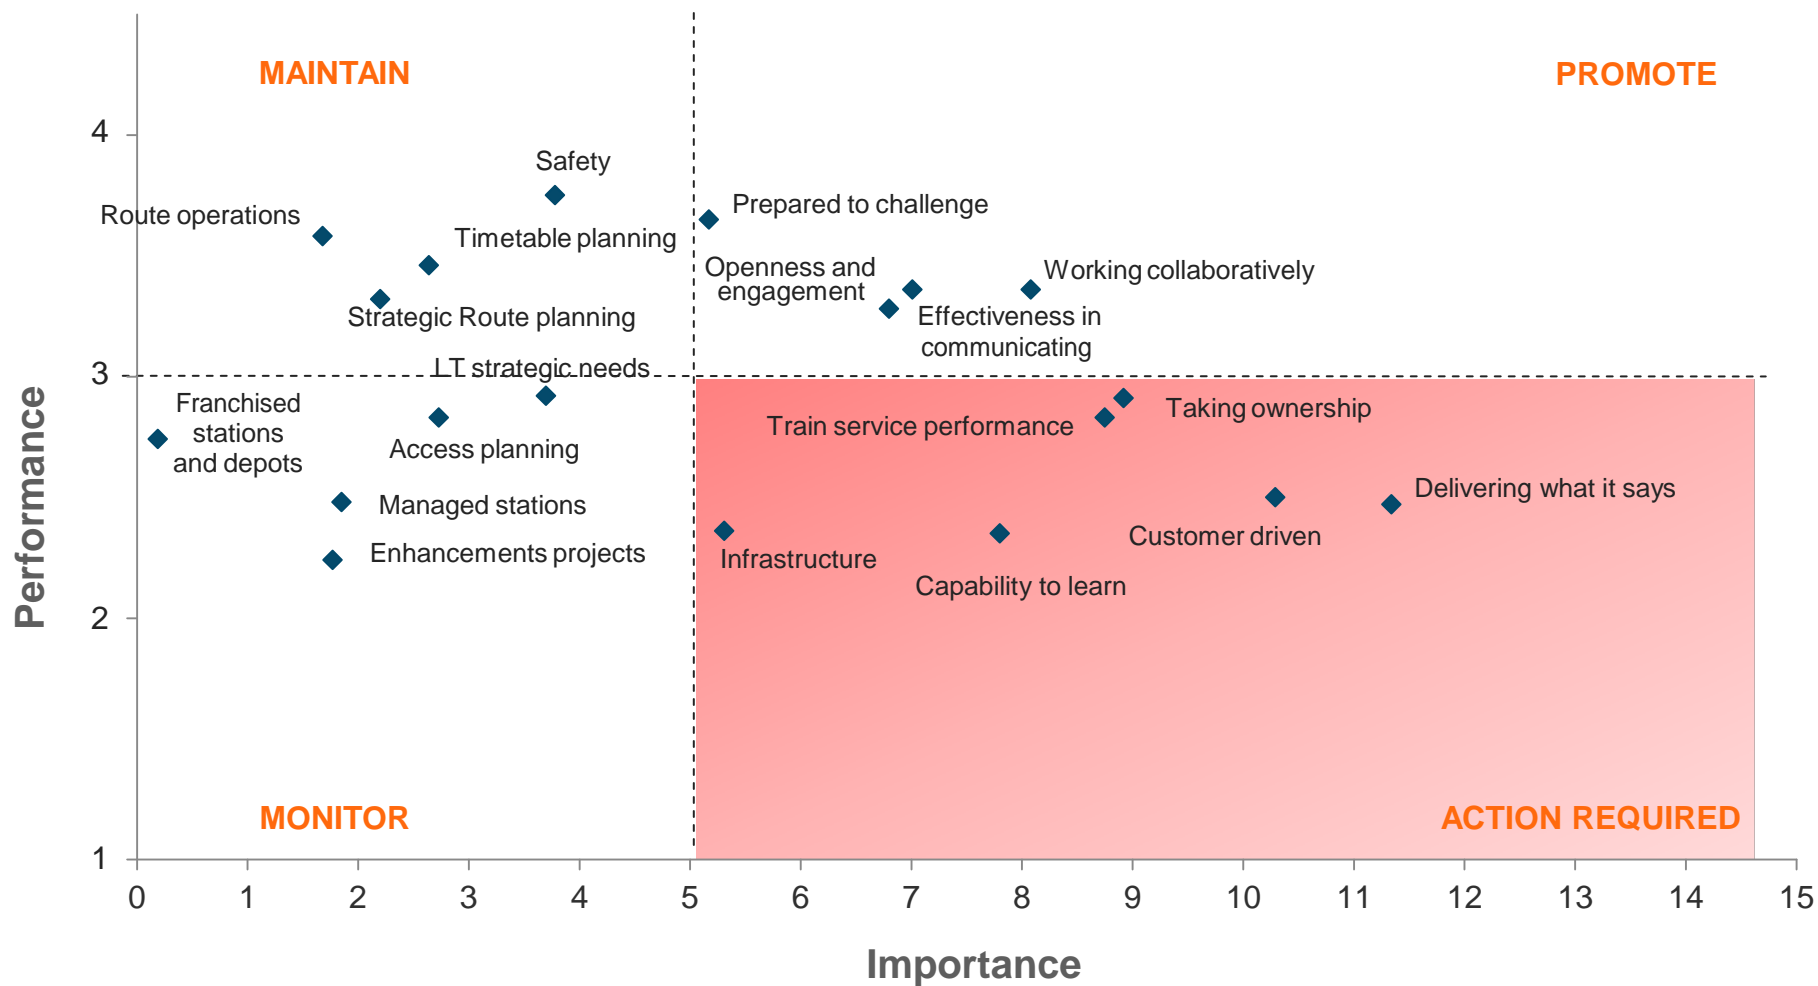 MAINTAIN
PROMOTE
4
Safety
Prepared to challenge
Route operations
Timetable planning
Openness and
engagement
Working collaboratively
Strategic Route planning
Effectiveness in
communicating
LT strategic needs
3
Franchised
stations
and depots
Taking ownership
Train service performance
Access planning
Delivering what it says
Managed stations
Customer driven
Enhancements projects
Infrastructure
Capability to learn
2
Performance
MONITOR
ACTION REQUIRED
1
0 1 2 3 4 5 6 7 8 9 10 11 12 13 14 15
Importance